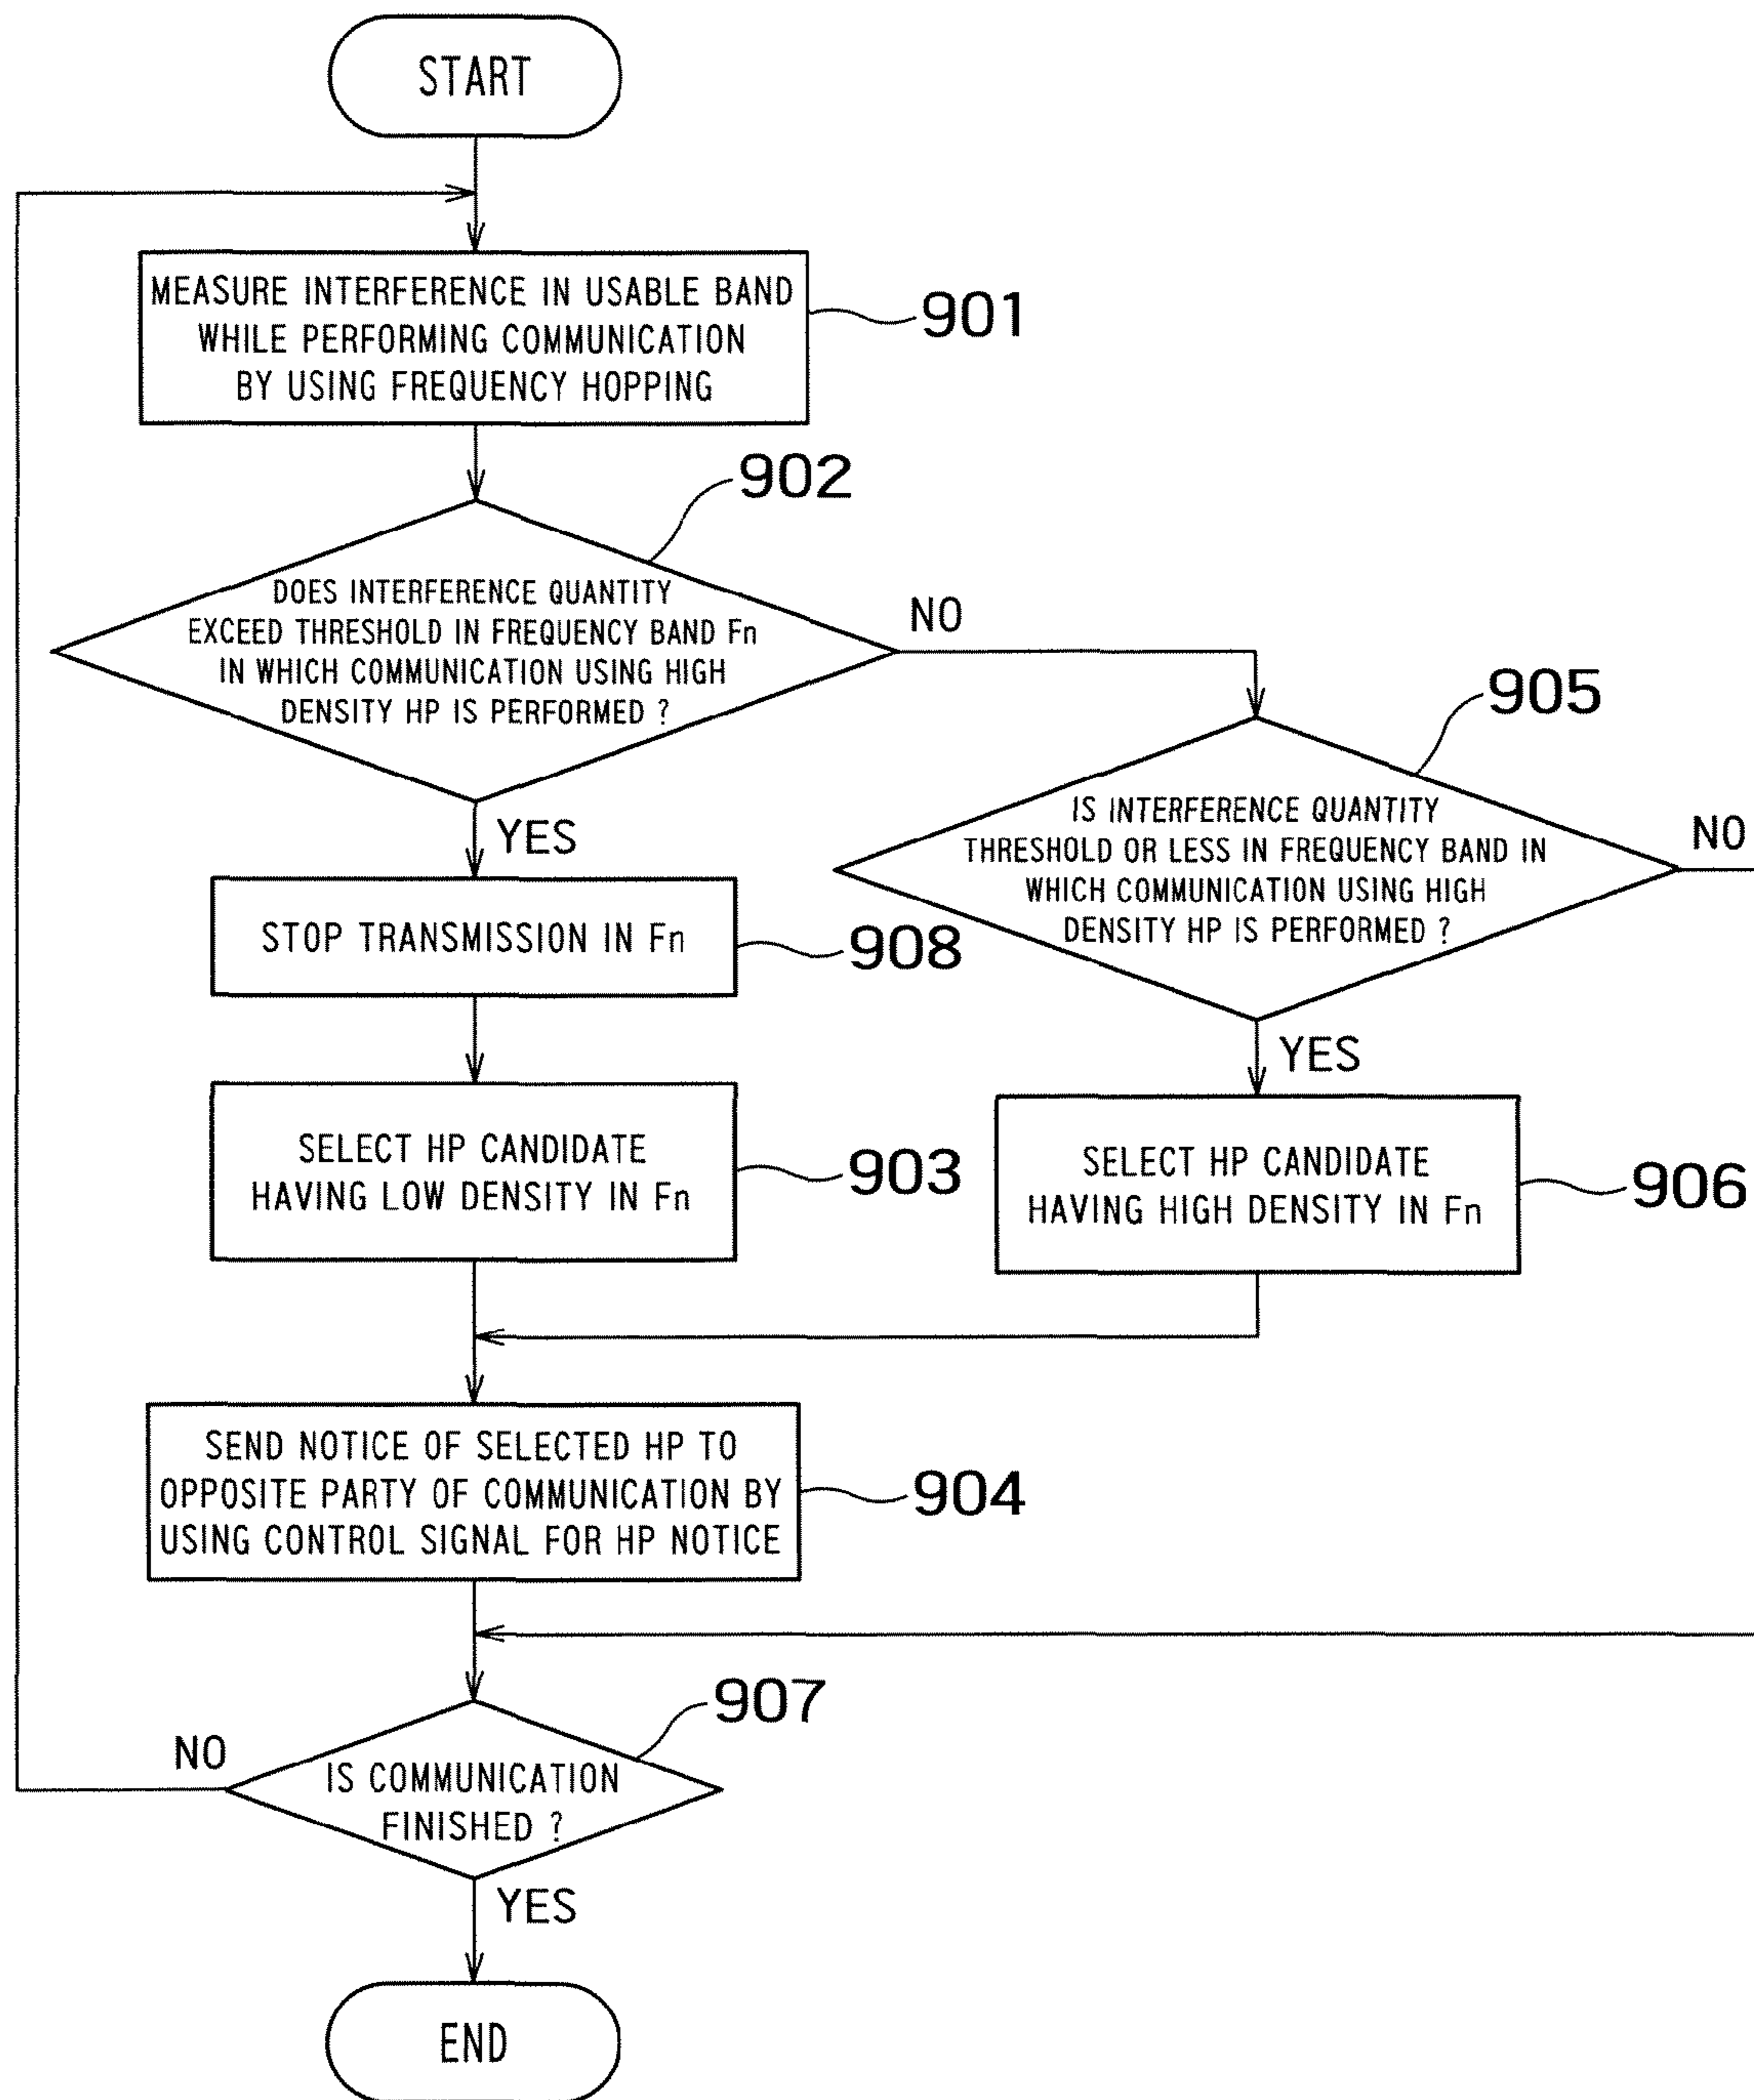 START
MEASURE INTERFERENCE IN USABLE BAND
WHILE PERFORMING COMMUNICATION
BY USING FREQUENCY HOPPING
901
902
DOES INTERFERENCE QUANTITY
EXCEED THRESHOLD IN FREQUENCY BAND Fn
IN WHICH COMMUNICATION USING HIGH
DENSITY HP IS PERFORMED ?
NO
YES
905
IS INTERFERENCE QUANTITY
THRESHOLD OR LESS IN FREQUENCY BAND IN
WHICH COMMUNICATION USING HIGH
DENSITY HP IS PERFORMED ?
NO
YES
STOP TRANSMISSION IN Fn
908
SELECT HP CANDIDATE
HAVING LOW DENSITY IN Fn
903
SELECT HP CANDIDATE
HAVING HIGH DENSITY IN Fn
906
SEND NOTICE OF SELECTED HP TO
OPPOSITE PARTY OF COMMUNICATION BY
USING CONTROL SIGNAL FOR HP NOTICE
904
907
IS COMMUNICATION
FINISHED ?
NO
YES
END